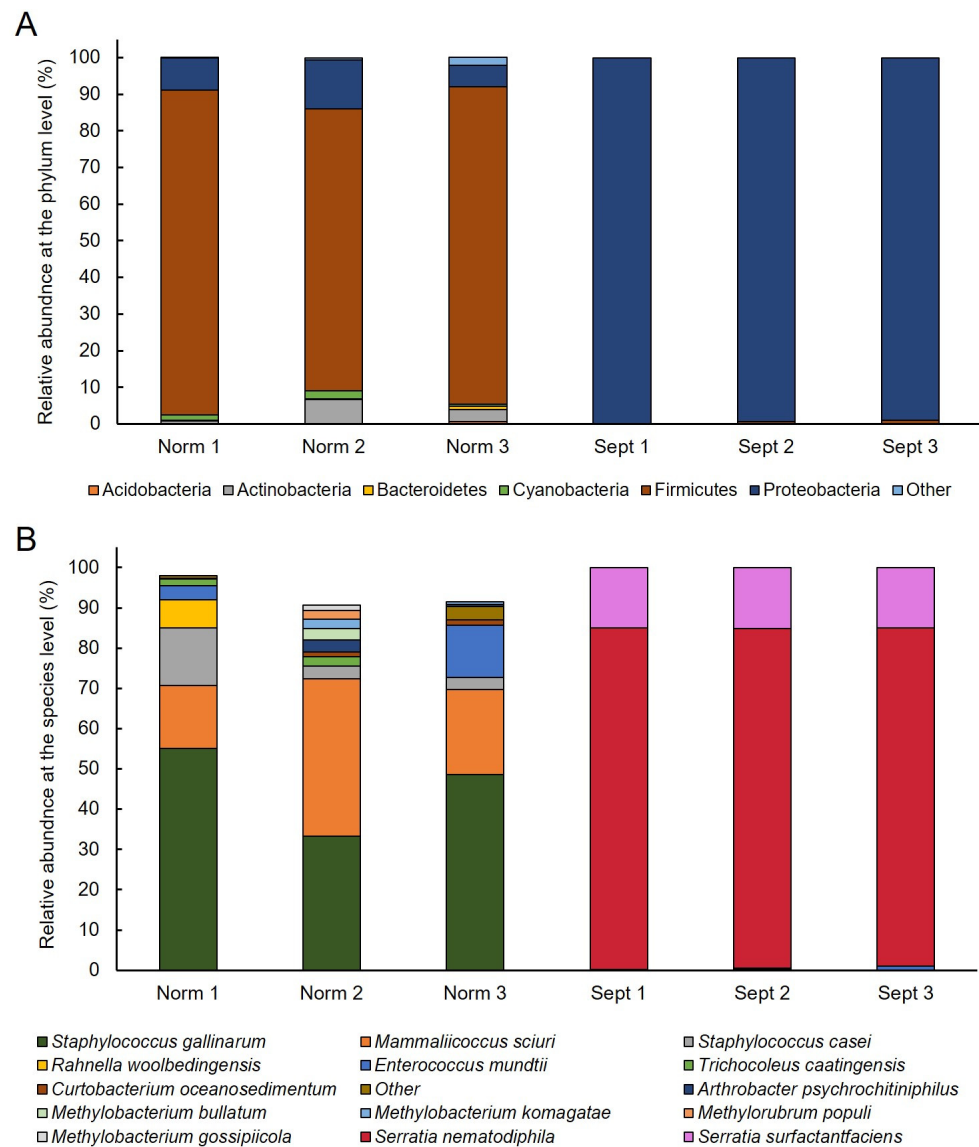 A
Relative abundnce at the phylum level (%)
100
90
80
70
60
50
40
30
20
10
0
Norm 1 Norm 2 Norm 3 Sept 1 Sept 2 Sept 3
Acidobacteria Actinobacteria Bacteroidetes Cyanobacteria Firmicutes Proteobacteria Other
B
Relative abundnce at the species level (%)
100
90
80
70
60
50
40
30
20
10
0
Norm 1 Norm 2 Norm 3 Sept 1 Sept 2 Sept 3
Staphylococcus gallinarum Mammaliicoccus sciuri Staphylococcus casei
Rahnella woolbedingensis Enterococcus mundtii Trichocoleus caatingensis
Curtobacterium oceanosedimentum Other Arthrobacter psychrochitiniphilus
Methylobacterium bullatum Methylobacterium komagatae Methylorubrum populi
Methylobacterium gossipiicola Serratia nematodiphila Serratia surfactantfaciens